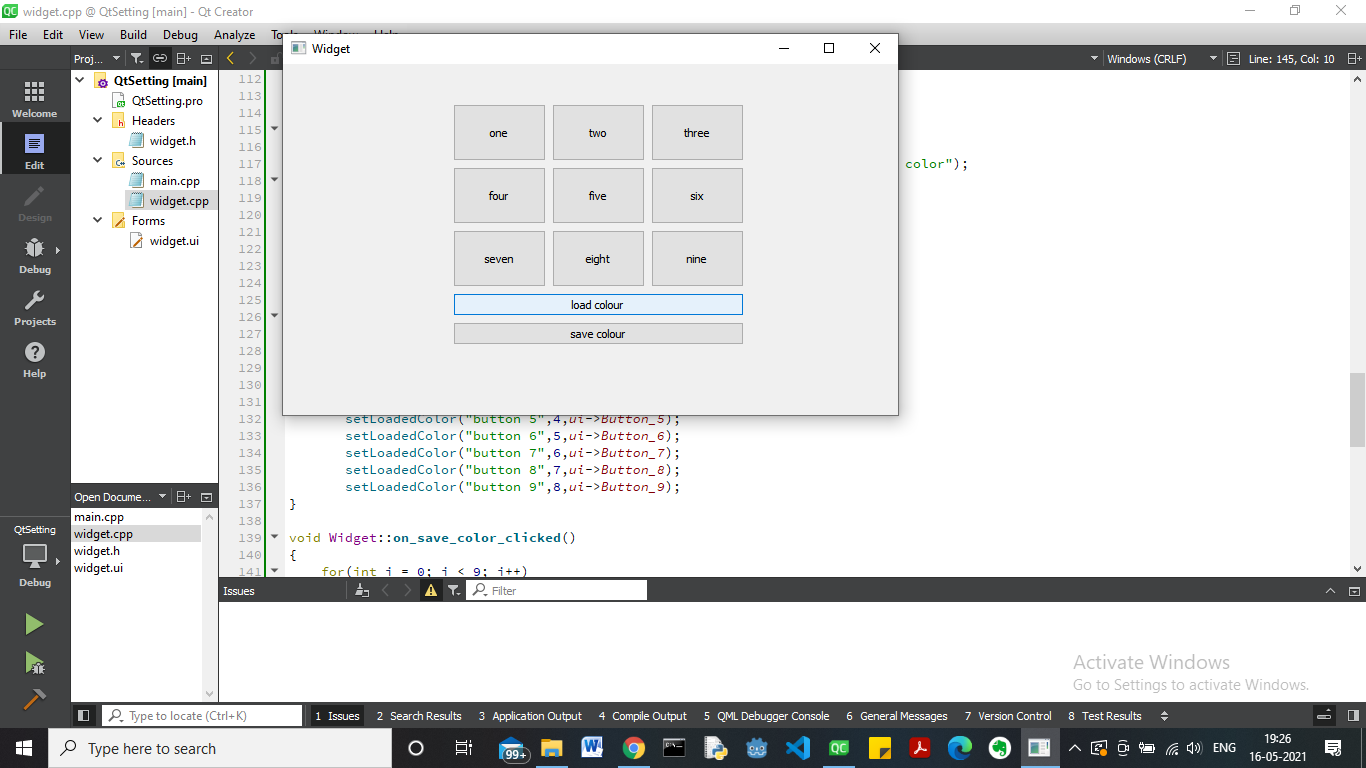 widget.cpp @ QtSetting [main] - Qt Creator
File Edit View Build Debug Analyze
Widget
Proj...
Windows (CRLF)
Line: 145, Col: 10
QtSetting [main]
QtSetting.pro
Headers
widget.h
Sources
main.cpp
widget.cpp
Forms
widget.ui
Welcome
Edit
Design
Debug
Projects
Help
one two three
four five six
seven eight nine
load colour
save colour
112
113
114
115
116
117 color");
118
119
120
121
122
123
124
125
126
127
128
129
130
131
132 setLoadedColor("button 5",4,ui->Button_5);
133 setLoadedColor("button 6",5,ui->Button_6);
134 setLoadedColor("button 7",6,ui->Button_7);
135 setLoadedColor("button 8",7,ui->Button_8);
136 setLoadedColor("button 9",8,ui->Button_9);
137 }
138
139 void Widget::on_save_color_clicked()
140 {
141 for(int i = 0; i < 9; i++)
Open Docume...
main.cpp
widget.cpp
widget.h
widget.ui
QtSetting
Debug
Issues
Filter
Activate Windows
Go to Settings to activate Windows.
Type to locate (Ctrl+K)
1 Issues 2 Search Results 3 Application Output 4 Compile Output 5 QML Debugger Console 6 General Messages 7 Version Control 8 Test Results
Type here to search
99+
ENG
19:26
16-05-2021